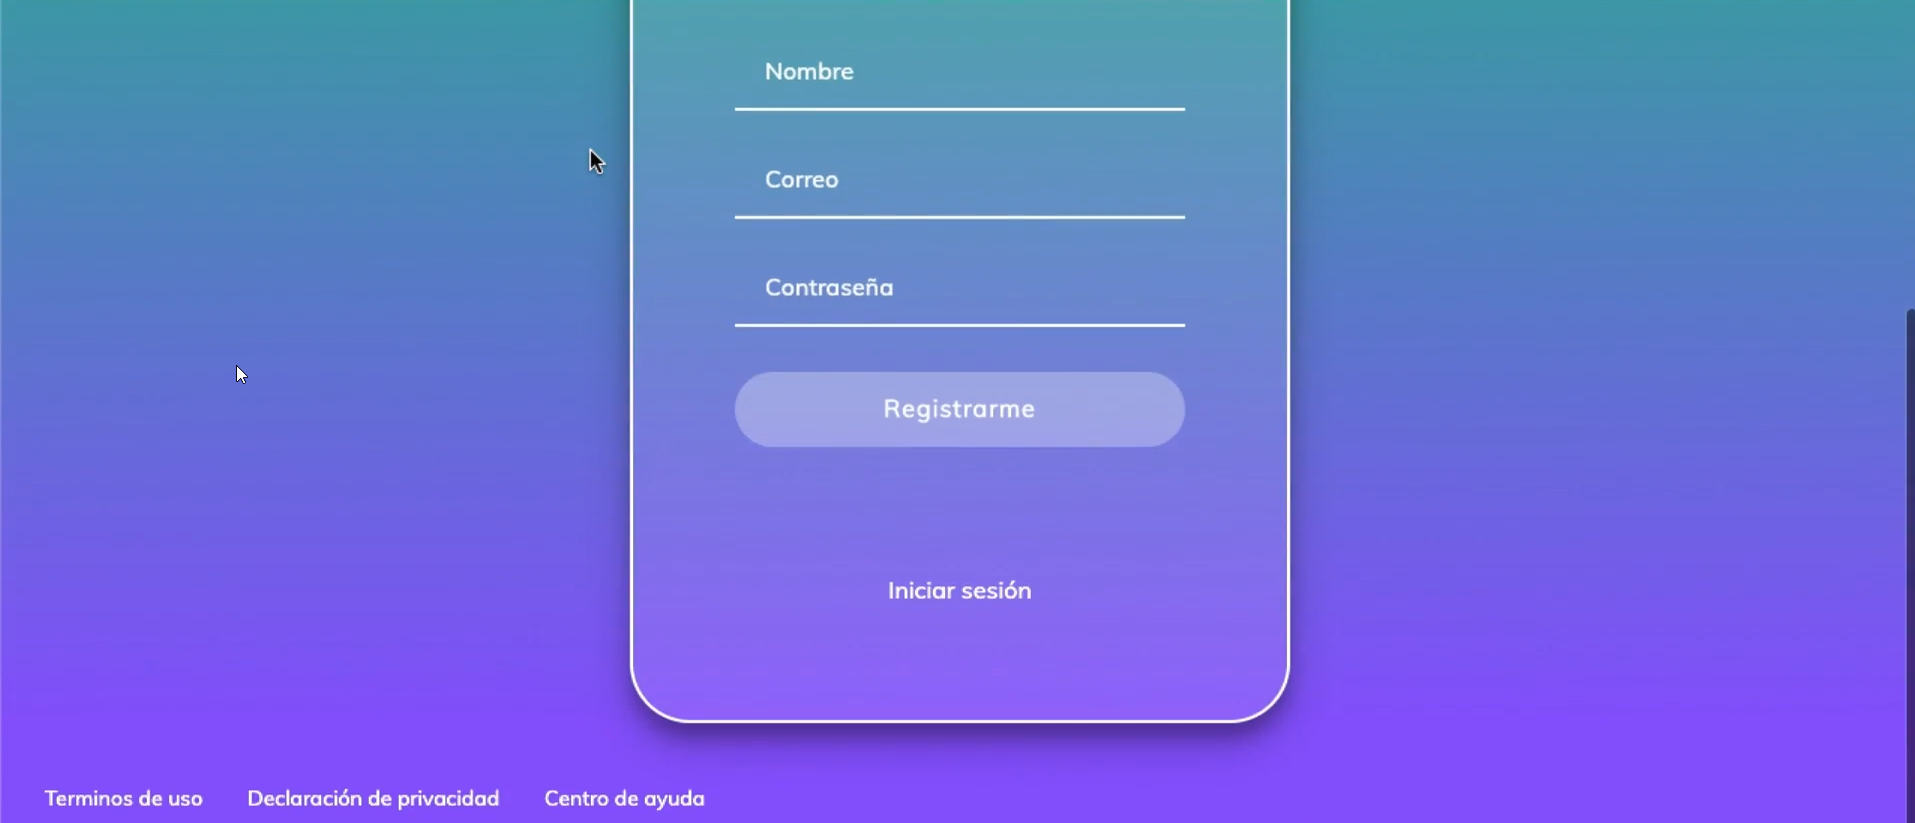 Nombre
Correo
Contraseña
Registrarme
Iniciar sesión
Terminos de uso Declaración de privacidad Centro de ayuda